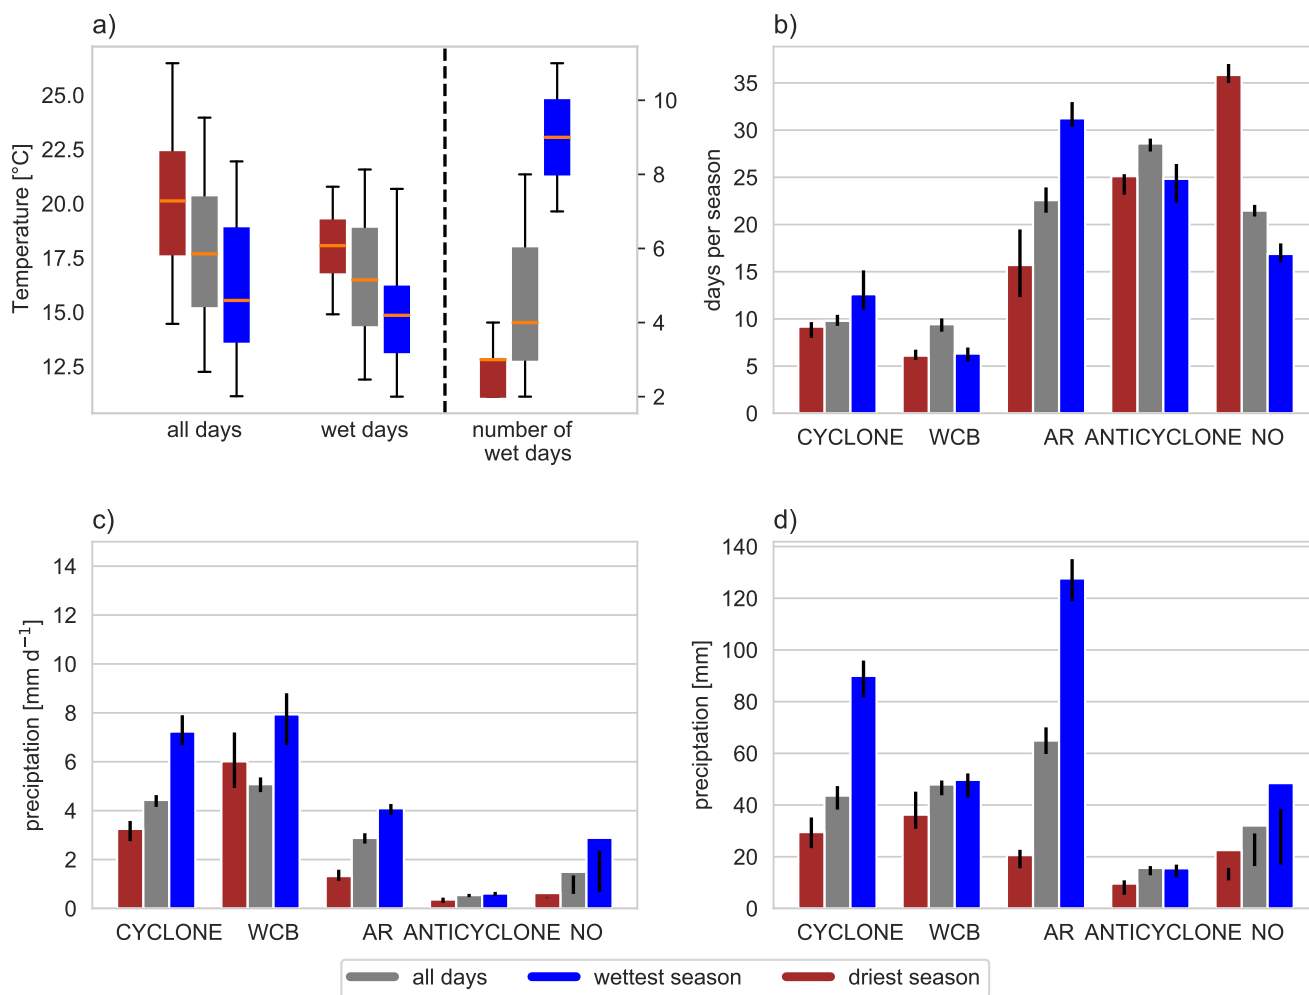 a)
25.0
22.5
20.0
17.5
15.0
12.5
Temperature [°C]
10
8
6
4
2
all days
wet days
number of
wet days
b)
35
30
25
20
15
10
5
0
days per season
CYCLONE WCB AR ANTICYCLONE NO
c)
14
12
10
8
6
4
2
0
preciptation [mm d⁻¹]
CYCLONE WCB AR ANTICYCLONE NO
d)
140
120
100
80
60
40
20
0
preciptation [mm]
CYCLONE WCB AR ANTICYCLONE NO
all days wettest season driest season